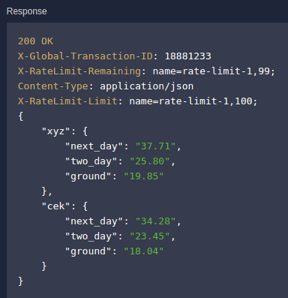 Response
200 OK
X-Global-Transaction-ID: 18881233
X-RateLimit-Remaining: name=rate-limit-1,99;
Content-Type: application/json
X-RateLimit-Limit: name=rate-limit-1,100;
{
    "xyz": {
        "next_day": "37.71",
        "two_day": "25.80",
        "ground": "19.85"
    },
    "cek": {
        "next_day": "34.28",
        "two_day": "23.45",
        "ground": "18.04"
    }
}